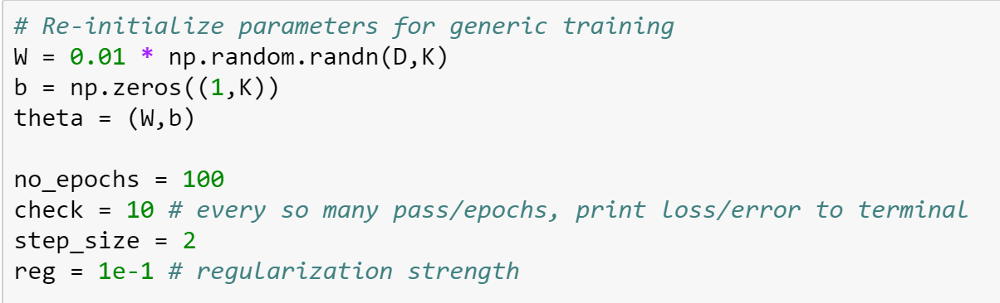 # Re-initialize parameters for generic training
W = 0.01 * np.random.randn(D,K)
b = np.zeros((1,K))
theta = (W,b)
no_epochs = 100
check = 10 # every so many pass/epochs, print loss/error to terminal
step_size = 2
reg = 1e-1 # regularization strength